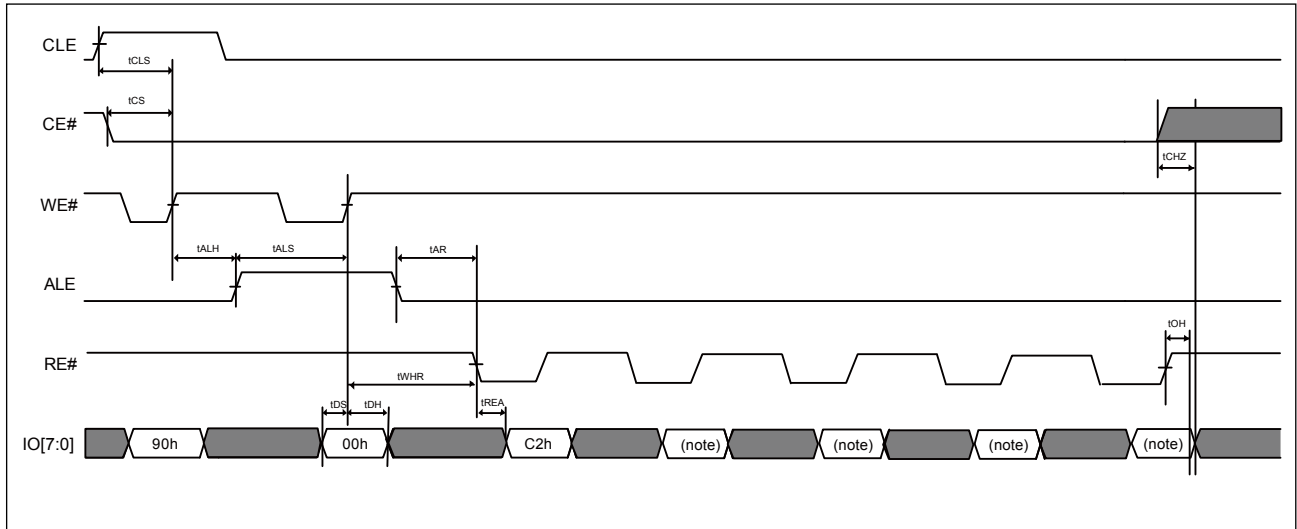 CLE
tCLS
tCS
CE#
tCHZ
WE#
tALH
tALS
tAR
ALE
tOH
RE#
tWHR
tDS
tDH
tREA
IO[7:0]
90h
00h
C2h
(note)
(note)
(note)
(note)